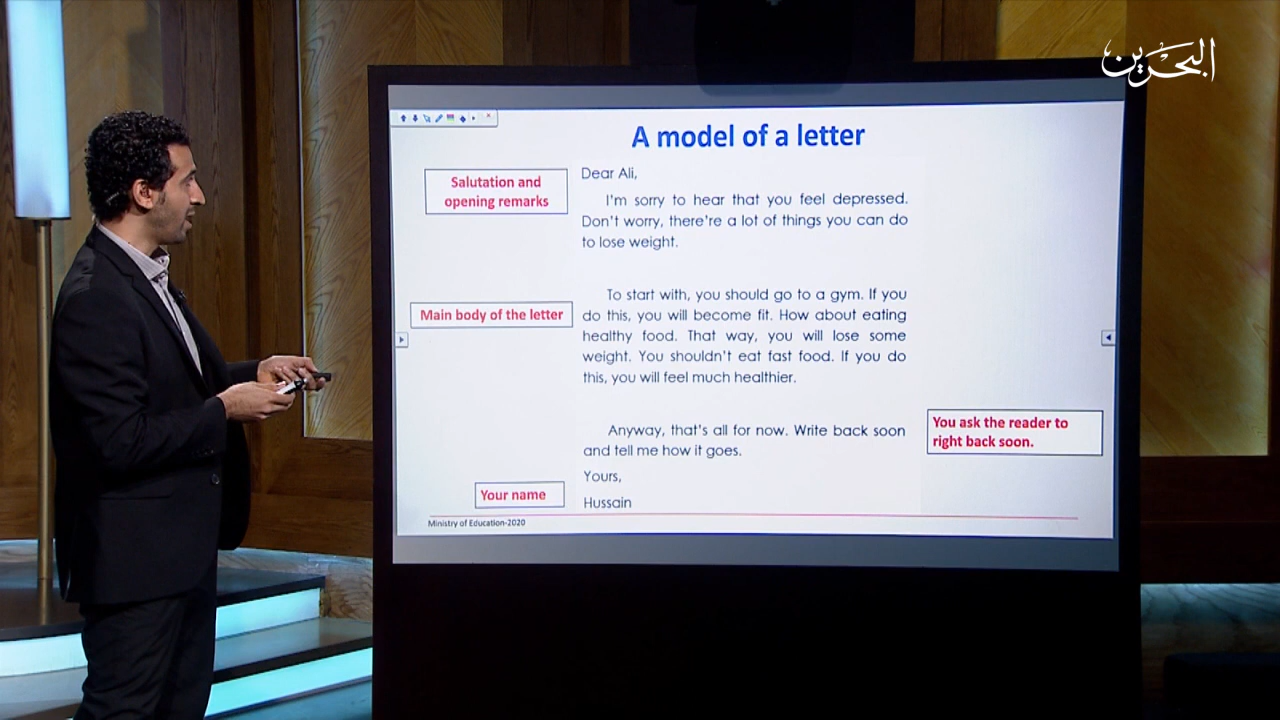 البحرين
A model of a letter
Salutation and
opening remarks
Dear Ali,
I'm sorry to hear that you feel depressed.
Don't worry, there're a lot of things you can do
to lose weight.
Main body of the letter
To start with, you should go to a gym. If you
do this, you will become fit. How about eating
healthy food. That way, you will lose some
weight. You shouldn't eat fast food. If you do
this, you will feel much healthier.
Anyway, that's all for now. Write back soon
and tell me how it goes.
You ask the reader to
right back soon.
Yours,
Your name
Hussain
Ministry of Education-2020